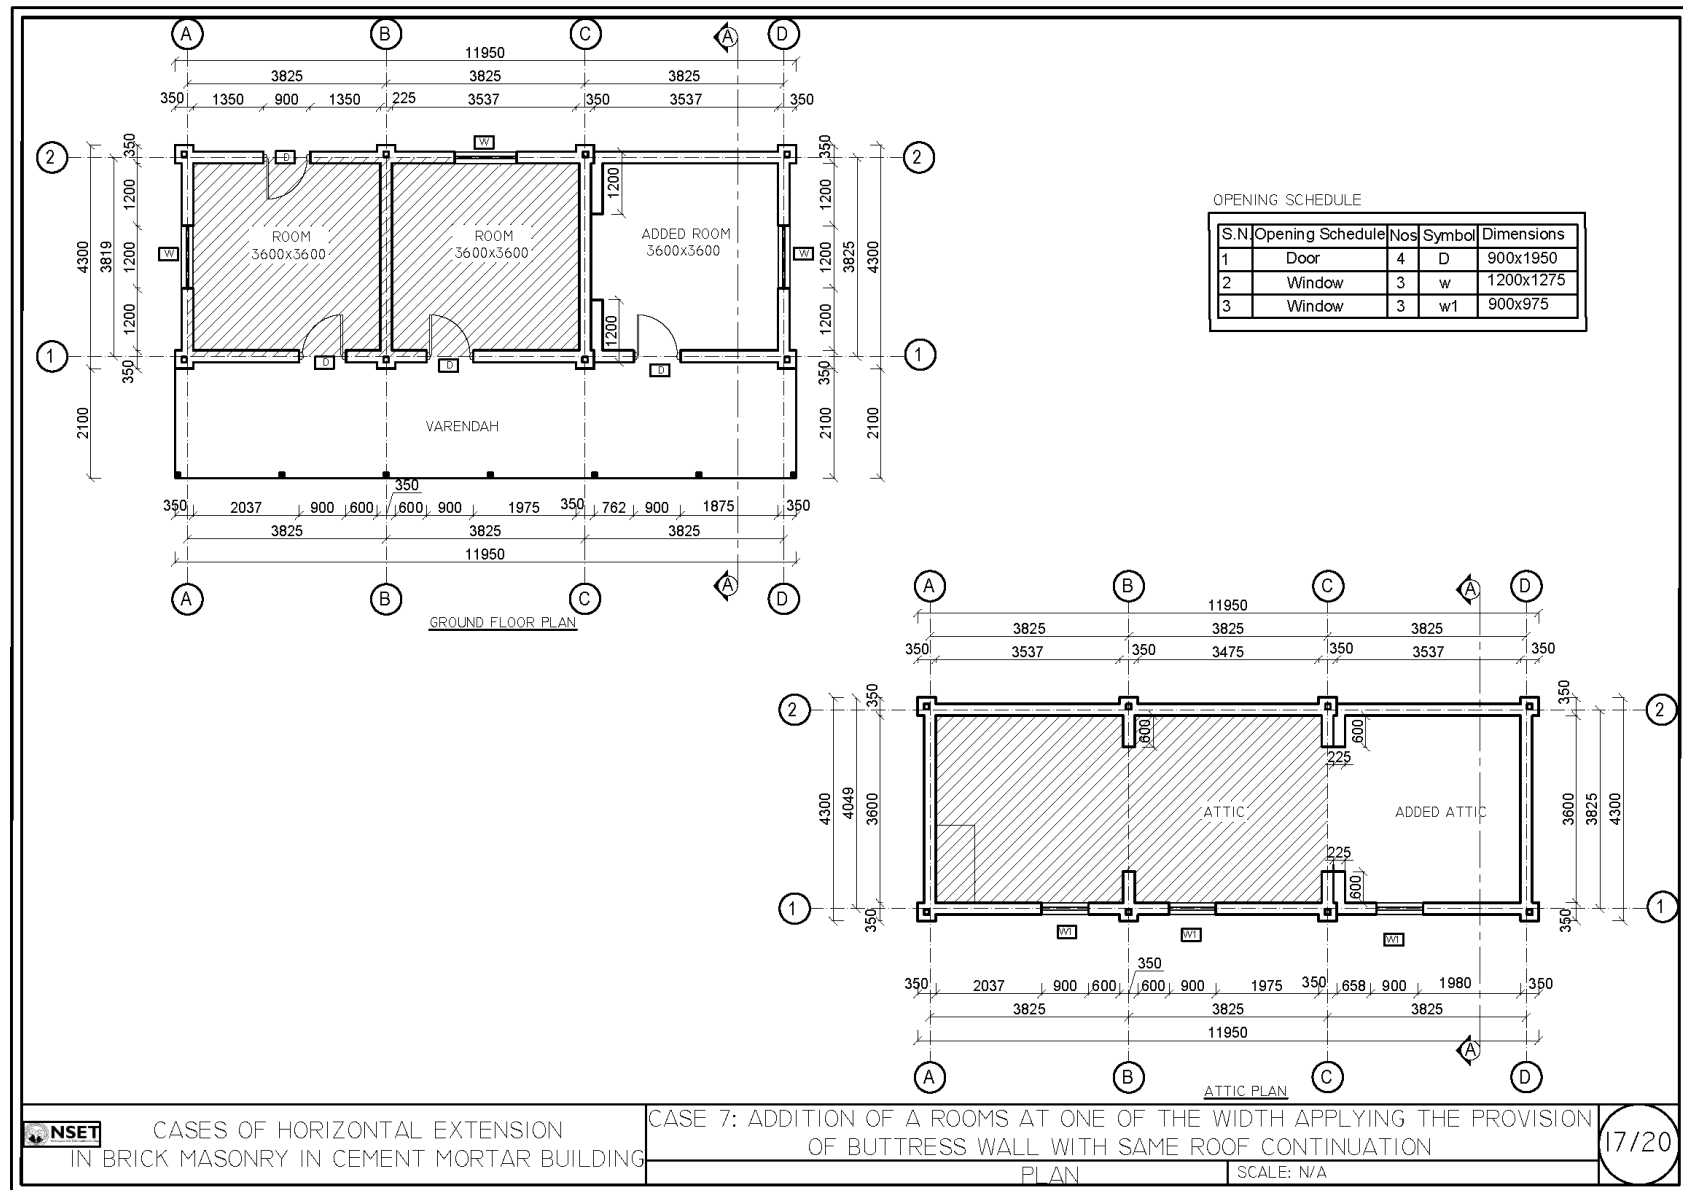 A B C A D
11950
3825 3825 3825
350 1350 900 1350 225 3537 350 3537 350
2 2
1 1
350
1200
1200
1200
350
3819
4300
2100
350
1200
1200
1200
350
3825
4300
2100
2100
D
W
W
W
1200
1200
ROOM
3600x3600
ROOM
3600x3600
ADDED ROOM
3600x3600
D
D
D
VARENDAH
350
350 2037 900 600 600 900 1975 350 762 900 1875 350
3825 3825 3825
11950
A B C A D
GROUND FLOOR PLAN
OPENING SCHEDULE
S.N. Opening Schedule Nos Symbol Dimensions
1 Door 4 D 900x1950
2 Window 3 w 1200x1275
3 Window 3 w1 900x975
A B C A D
11950
3825 3825 3825
350 3537 350 3475 350 3537 350
2 2
1 1
350
3600
350
4049
4300
350
3600
350
3825
4300
600
600
225
ATTIC
ADDED ATTIC
225
600
W1
W1
W1
350
350 2037 900 600 600 900 1975 350 658 900 1980 350
3825 3825 3825
11950
A B C A D
ATTIC PLAN
NSET
CASES OF HORIZONTAL EXTENSION
IN BRICK MASONRY IN CEMENT MORTAR BUILDING
CASE 7: ADDITION OF A ROOMS AT ONE OF THE WIDTH APPLYING THE PROVISION
OF BUTTRESS WALL WITH SAME ROOF CONTINUATION
PLAN
SCALE: N/A
17/20